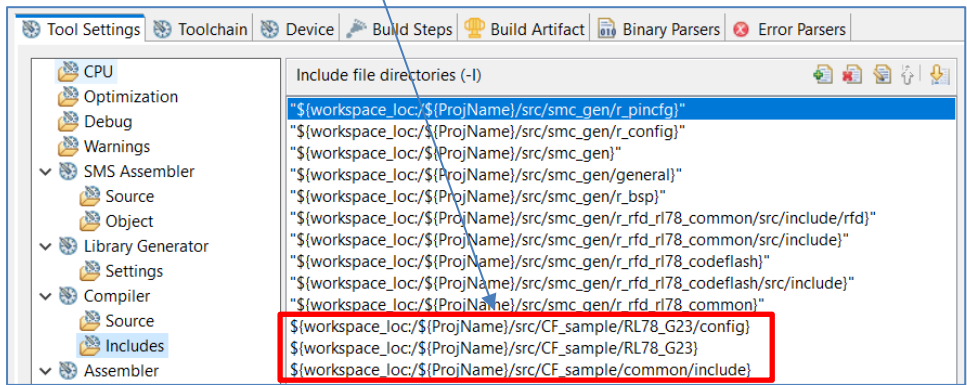 Tool Settings Toolchain Device Build Steps Build Artifact Binary Parsers Error Parsers
CPU
Optimization
Debug
Warnings
SMS Assembler
Source
Object
Library Generator
Settings
Compiler
Source
Includes
Assembler
Include file directories (-I)
"${workspace_loc:/${ProjName}/src/smc_gen/r_pincfg}"
"${workspace_loc:/${ProjName}/src/smc_gen/r_config}"
"${workspace_loc:/${ProjName}/src/smc_gen}"
"${workspace_loc:/${ProjName}/src/smc_gen/general}"
"${workspace_loc:/${ProjName}/src/smc_gen/r_bsp}"
"${workspace_loc:/${ProjName}/src/smc_gen/r_rfd_rl78_common/src/include/rfd}"
"${workspace_loc:/${ProjName}/src/smc_gen/r_rfd_rl78_common/src/include}"
"${workspace_loc:/${ProjName}/src/smc_gen/r_rfd_rl78_codeflash}"
"${workspace_loc:/${ProjName}/src/smc_gen/r_rfd_rl78_codeflash/src/include}"
"${workspace_loc:/${ProjName}/src/smc_gen/r_rfd_rl78_common}"
${workspace_loc:/${ProjName}/src/CF_sample/RL78_G23/config}
${workspace_loc:/${ProjName}/src/CF_sample/RL78_G23}
${workspace_loc:/${ProjName}/src/CF_sample/common/include}